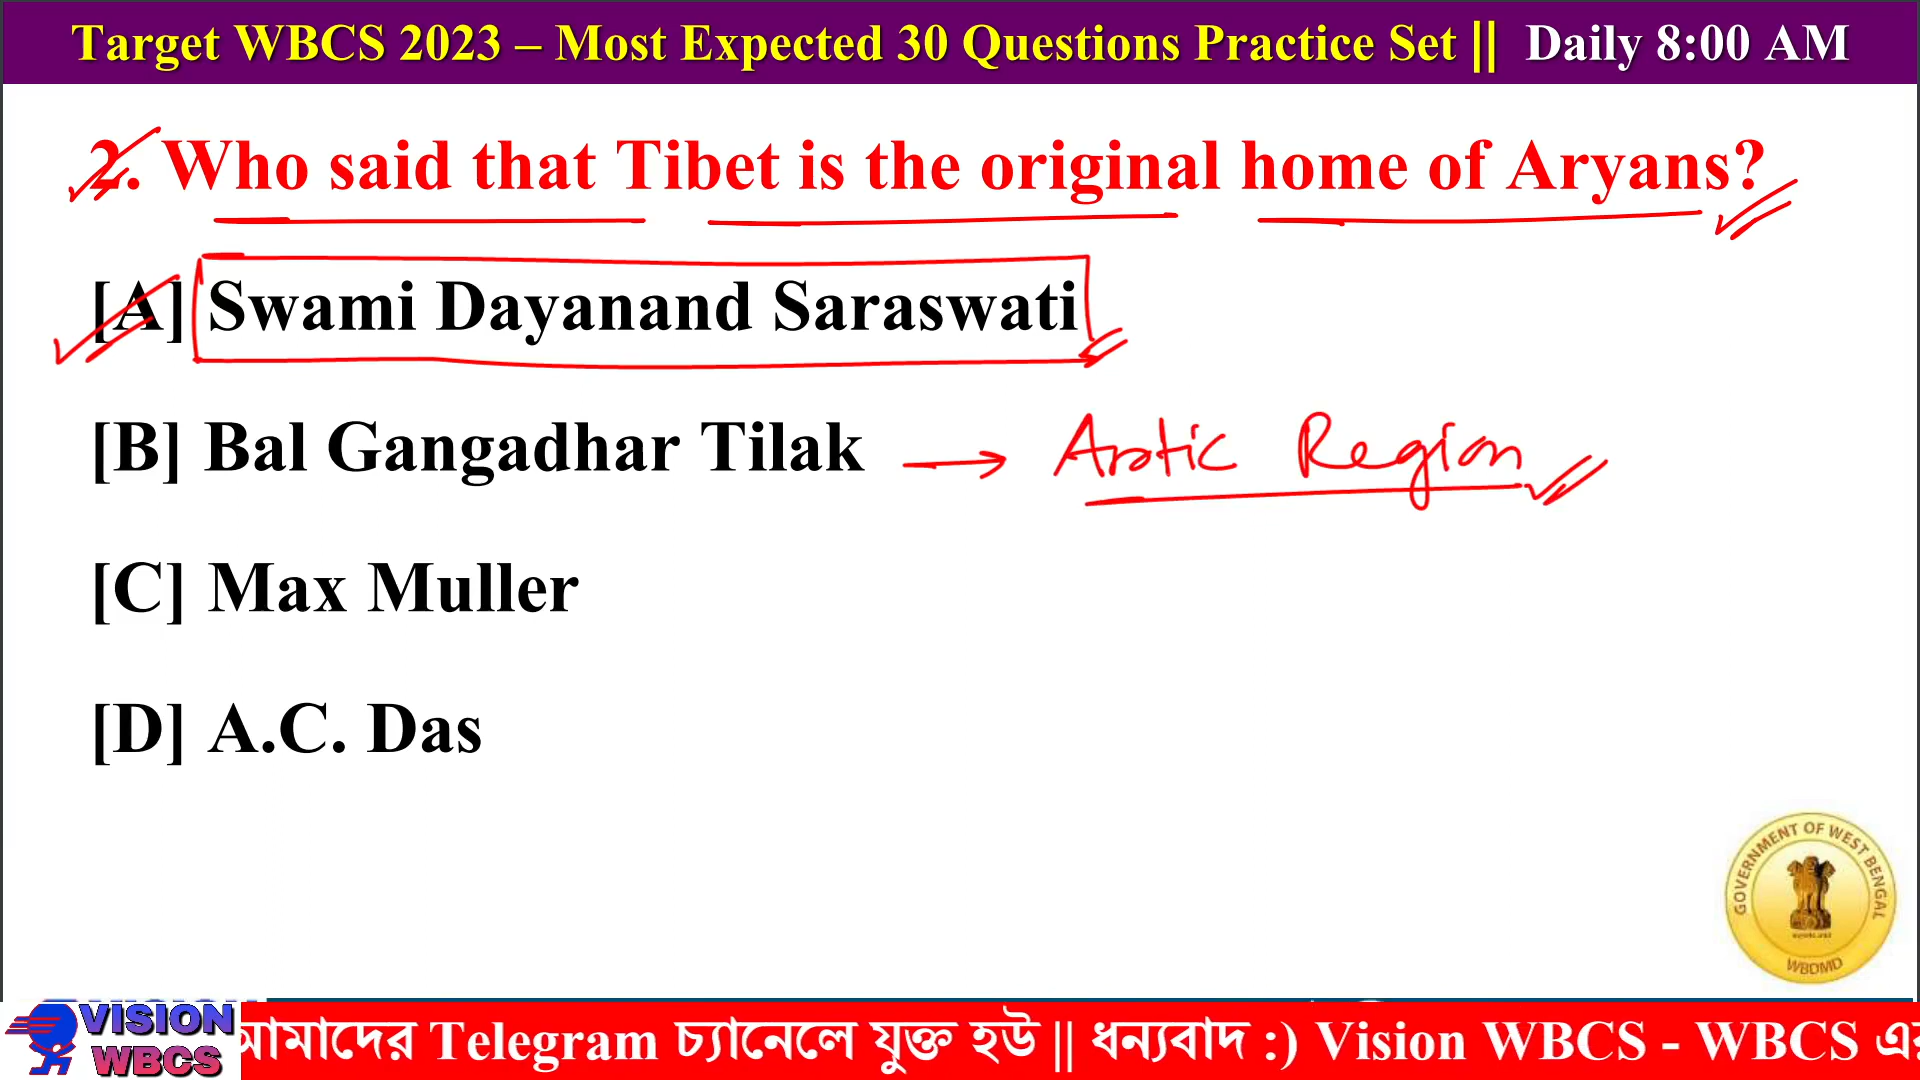 Target WBCS 2023 – Most Expected 30 Questions Practice Set || Daily 8:00 AM
2. Who said that Tibet is the original home of Aryans?
[A] Swami Dayanand Saraswati
[B] Bal Gangadhar Tilak → Arctic Region
[C] Max Muller
[D] A.C. Das
GOVERNMENT OF WEST BENGAL
WBDMD
VISION
WBCS
আমাদের Telegram চ্যানেলে যুক্ত হউ || ধন্যবাদ :) Vision WBCS - WBCS এর